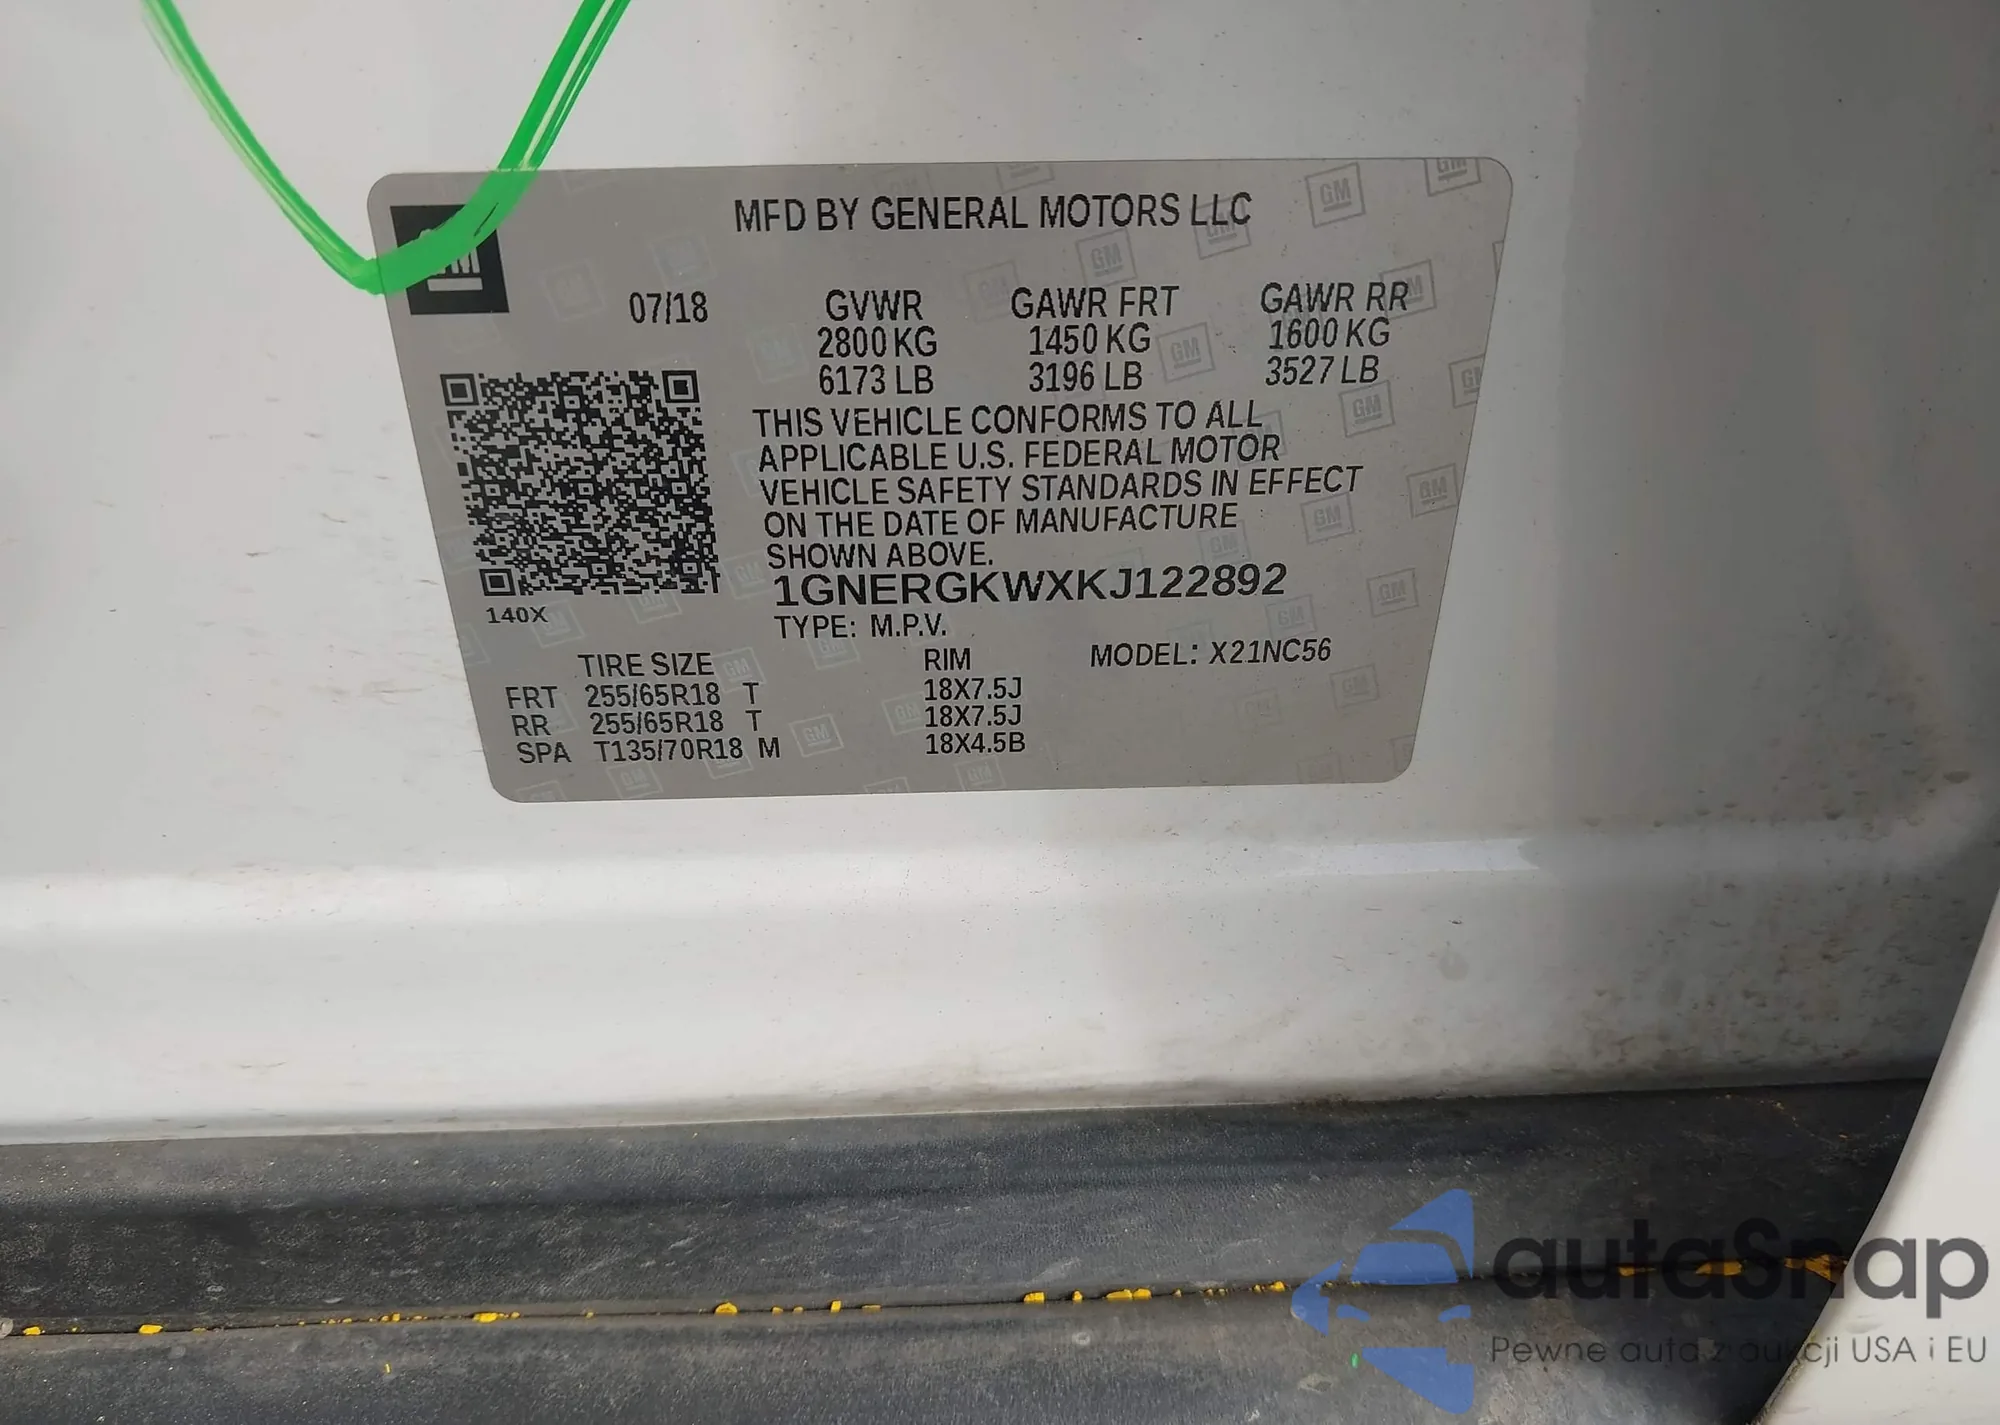 MFD BY GENERAL MOTORS LLC
07/18 GVWR GAWR FRT GAWR RR
2800 KG 1450 KG 1600 KG
6173 LB 3196 LB 3527 LB
THIS VEHICLE CONFORMS TO ALL
APPLICABLE U.S. FEDERAL MOTOR
VEHICLE SAFETY STANDARDS IN EFFECT
ON THE DATE OF MANUFACTURE
SHOWN ABOVE.
1GNERGKWXKJ122892
140X
TYPE: M.P.V.
TIRE SIZE RIM MODEL: X21NC56
FRT 255/65R18 T 18X7.5J
RR 255/65R18 T 18X7.5J
SPA T135/70R18 M 18X4.5B
autaSnap
Pewne auta z aukcji USA i EU